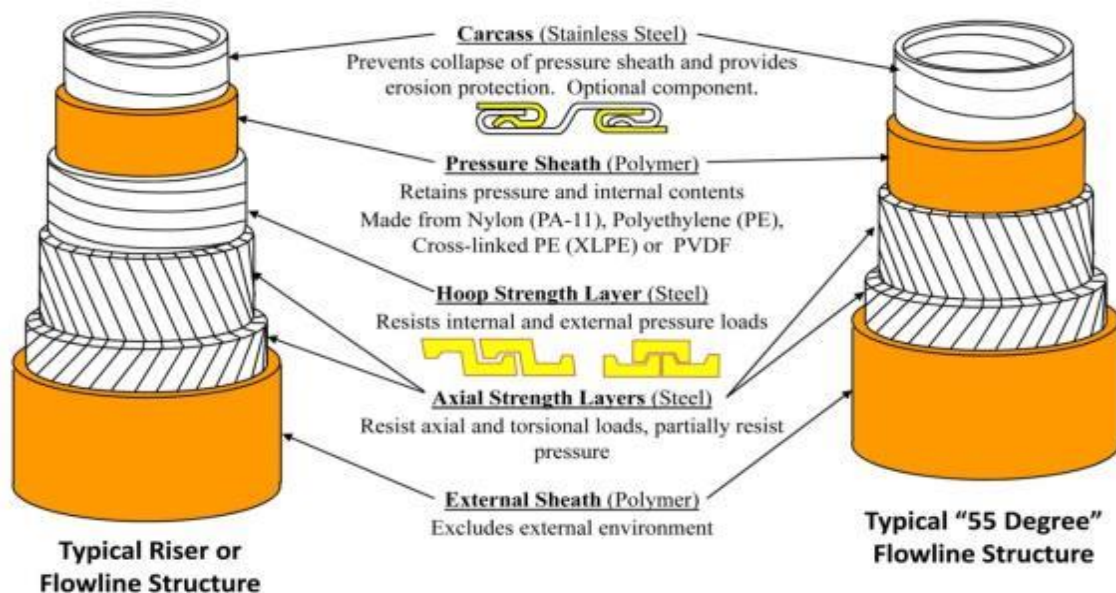 Carcass (Stainless Steel)
Prevents collapse of pressure sheath and provides
erosion protection.  Optional component.
Pressure Sheath (Polymer)
Retains pressure and internal contents
Made from Nylon (PA-11), Polyethylene (PE),
Cross-linked PE (XLPE) or  PVDF
Hoop Strength Layer (Steel)
Resists internal and external pressure loads
Axial Strength Layers (Steel)
Resist axial and torsional loads, partially resist
pressure
External Sheath (Polymer)
Excludes external environment
Typical Riser or
Flowline Structure
Typical “55 Degree”
Flowline Structure